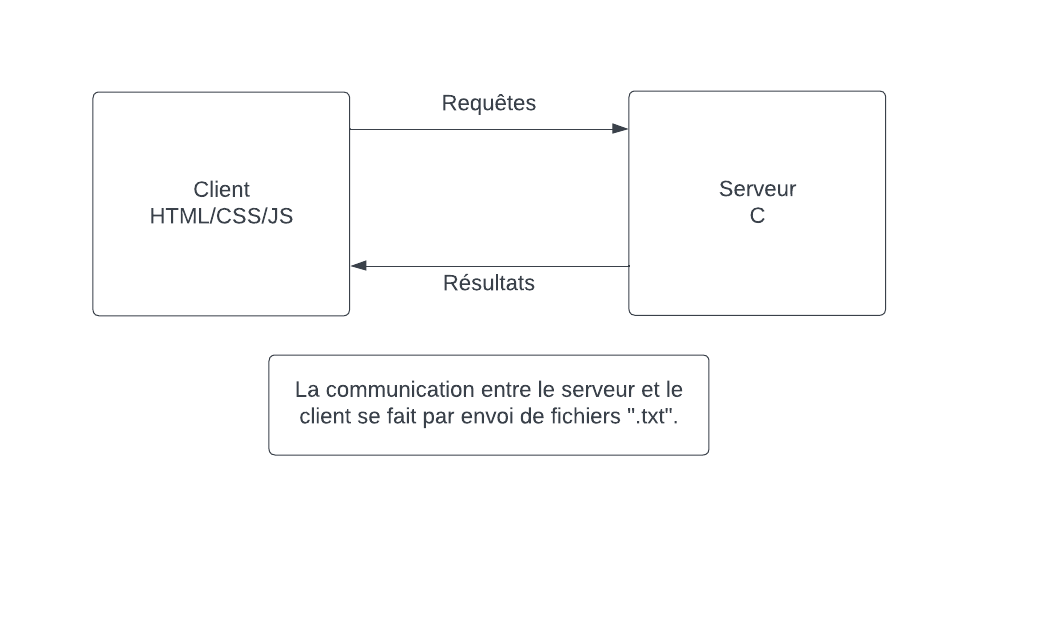 Requêtes
Client
HTML/CSS/JS
Serveur
C
Résultats
La communication entre le serveur et le
client se fait par envoi de fichiers ".txt".